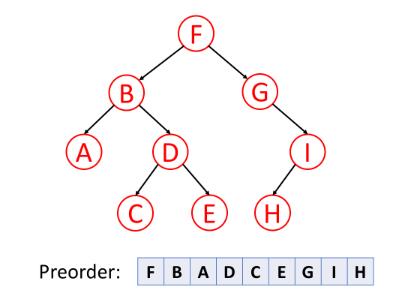 F
B G
A D I
C E H
Preorder: F B A D C E G I H